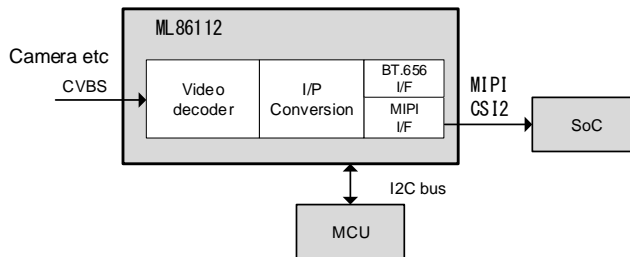 ML86112
Camera etc
CVBS
Video
decoder
I/P
Conversion
BT.656
I/F
MIPI
I/F
MIPI
CSI2
SoC
I2C bus
MCU